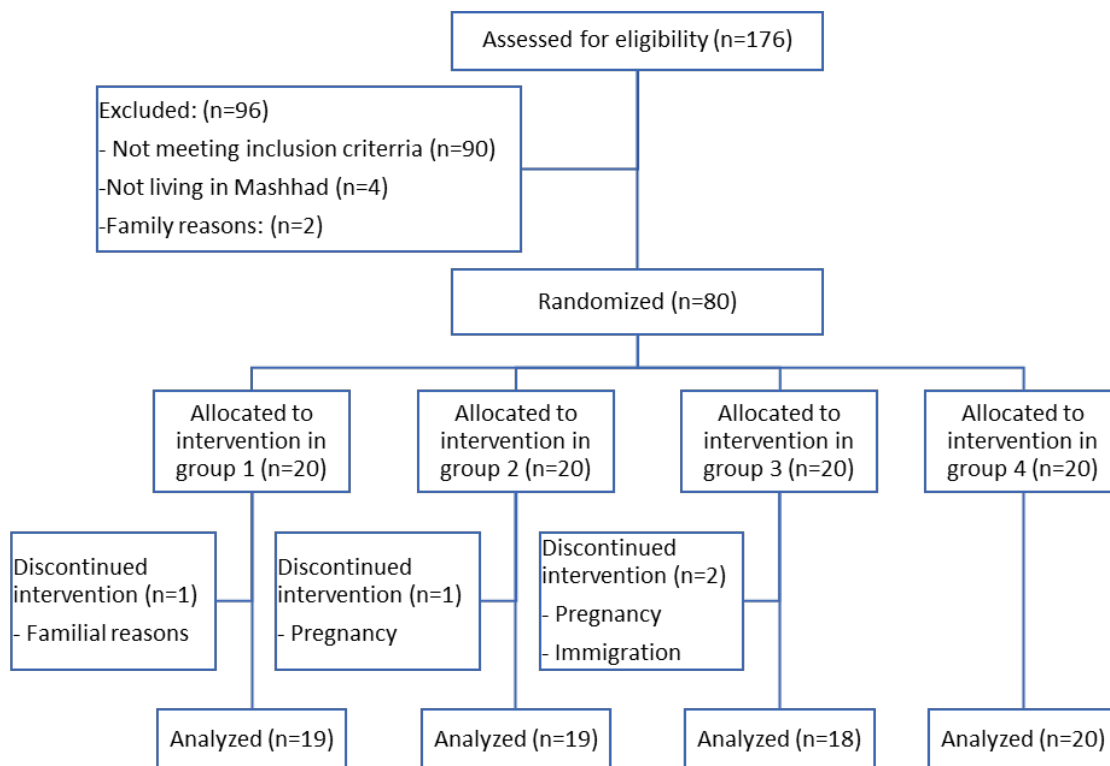 Assessed for eligibility (n=176)
Excluded: (n=96)
- Not meeting inclusion criterria (n=90)
-Not living in Mashhad (n=4)
-Family reasons: (n=2)
Randomized (n=80)
Allocated to
intervention in
group 1 (n=20)
Allocated to
intervention in
group 2 (n=20)
Allocated to
intervention in
group 3 (n=20)
Allocated to
intervention in
group 4 (n=20)
Discontinued
intervention (n=1)
- Familial reasons
Discontinued
intervention (n=1)
- Pregnancy
Discontinued
intervention (n=2)
- Pregnancy
- Immigration
Analyzed (n=19)
Analyzed (n=19)
Analyzed (n=18)
Analyzed (n=20)